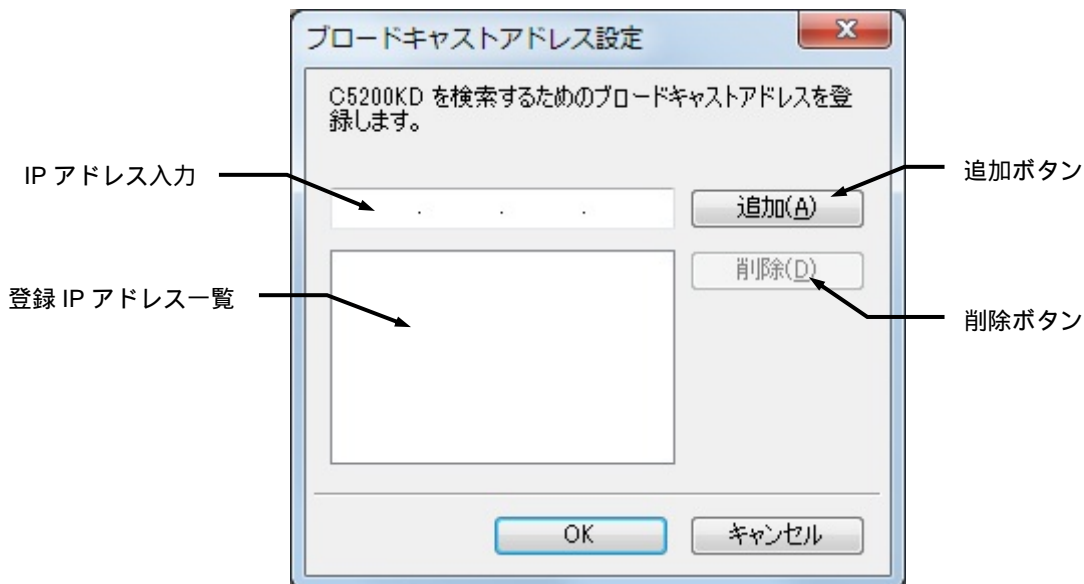 ブロードキャストアドレス設定
C5200KD を検索するためのブロードキャストアドレスを登
録します。
IP アドレス入力
. . .
追加(A)
追加ボタン
削除(D)
登録 IP アドレス一覧
削除ボタン
OK
キャンセル